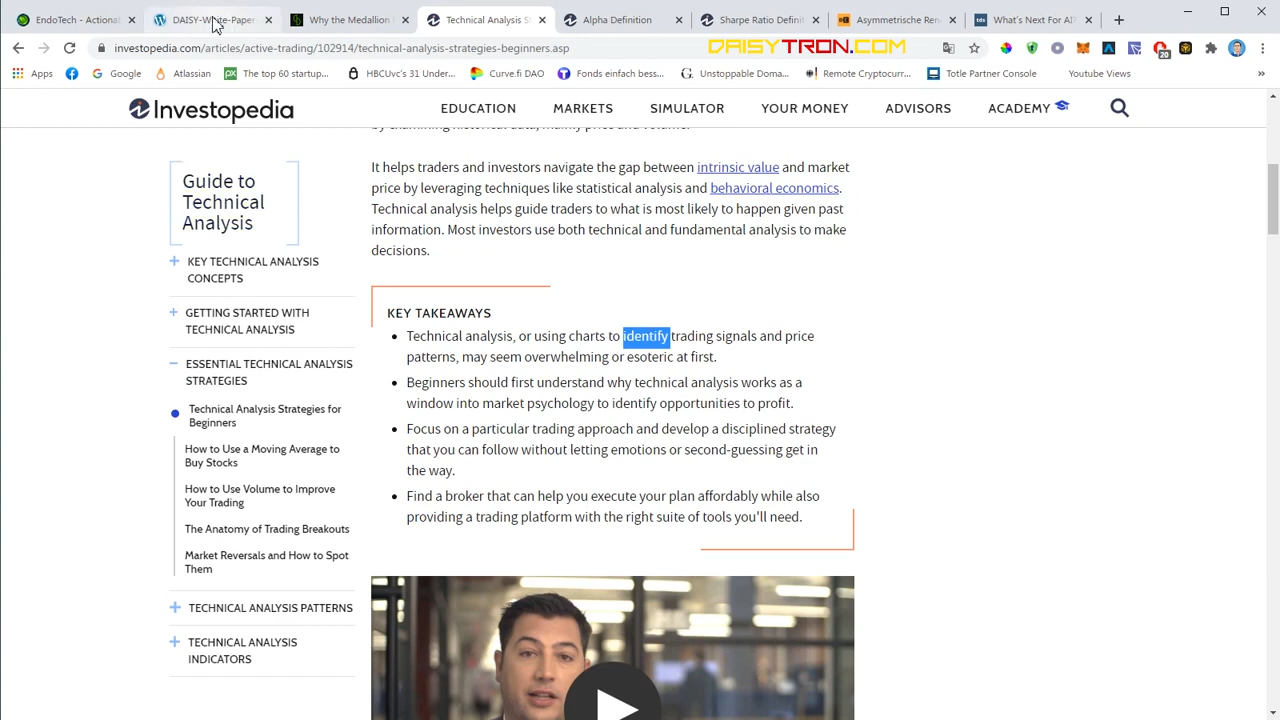 EndoTech - Actional
DAISY-White-Paper
Why the Medallion
Technical Analysis S
Alpha Definition
Sharpe Ratio Definit
Asymmetrische Ren
What's Next For AI?
investopedia.com/articles/active-trading/102914/technical-analysis-strategies-beginners.asp
DAISYTRON.COM
20
Apps
Google
Atlassian
The top 60 startup...
HBCUvc's 31 Under...
Curve.fi DAO
Fonds einfach bess...
Unstoppable Doma...
Remote Cryptocurr...
Totle Partner Console
Youtube Views
»
Investopedia
EDUCATION
MARKETS
SIMULATOR
YOUR MONEY
ADVISORS
ACADEMY
by examining historical data, mainly price and volume.
It helps traders and investors navigate the gap between intrinsic value and market
price by leveraging techniques like statistical analysis and behavioral economics.
Technical analysis helps guide traders to what is most likely to happen given past
information. Most investors use both technical and fundamental analysis to make
decisions.
Guide to
Technical
Analysis
+ KEY TECHNICAL ANALYSIS
CONCEPTS
+ GETTING STARTED WITH
TECHNICAL ANALYSIS
− ESSENTIAL TECHNICAL ANALYSIS
STRATEGIES
Technical Analysis Strategies for
Beginners
How to Use a Moving Average to
Buy Stocks
How to Use Volume to Improve
Your Trading
The Anatomy of Trading Breakouts
Market Reversals and How to Spot
Them
+ TECHNICAL ANALYSIS PATTERNS
+ TECHNICAL ANALYSIS
INDICATORS
KEY TAKEAWAYS
• Technical analysis, or using charts to identify trading signals and price
patterns, may seem overwhelming or esoteric at first.
• Beginners should first understand why technical analysis works as a
window into market psychology to identify opportunities to profit.
• Focus on a particular trading approach and develop a disciplined strategy
that you can follow without letting emotions or second-guessing get in
the way.
• Find a broker that can help you execute your plan affordably while also
providing a trading platform with the right suite of tools you'll need.